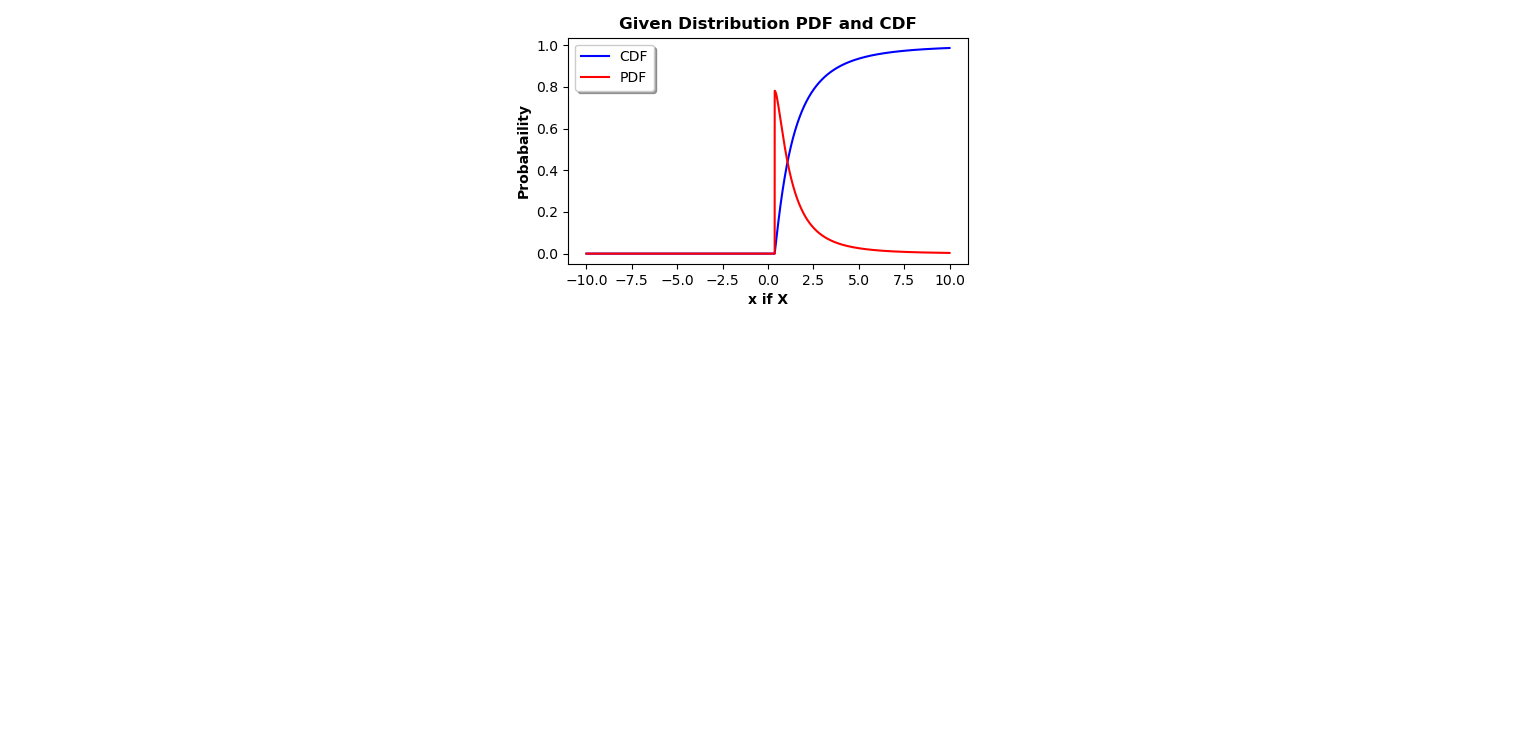 Given Distribution PDF and CDF
1.0
0.8
0.6
0.4
0.2
0.0
Probabaility
CDF
PDF
−10.0 −7.5 −5.0 −2.5 0.0 2.5 5.0 7.5 10.0
x if X